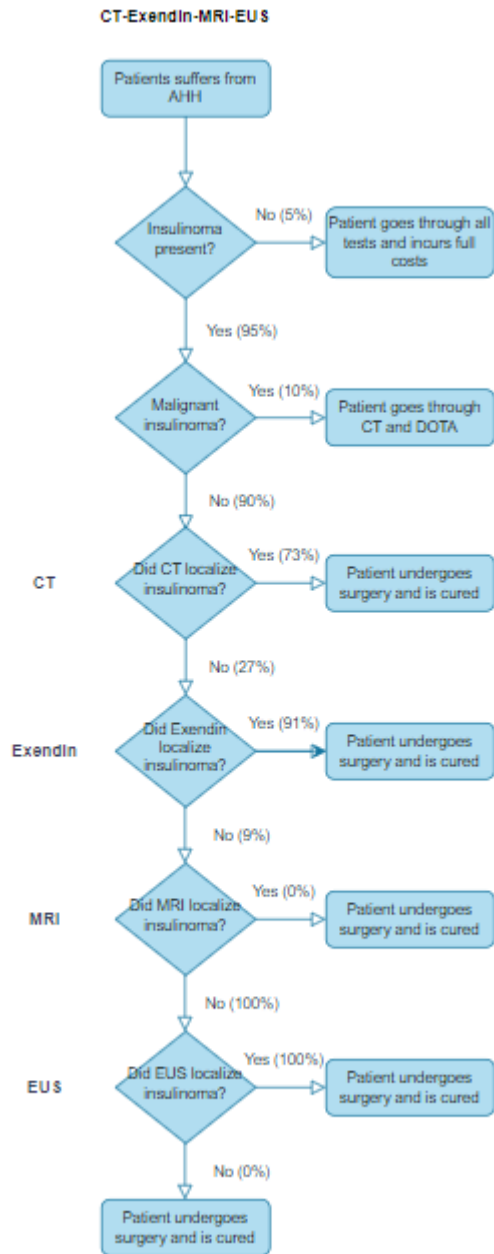 CT-Exendin-MRI-EUS
Patients suffers from
AHH
Insulinoma
present?
No (5%)
Patient goes through all
tests and incurs full
costs
Yes (95%)
Malignant
insulinoma?
Yes (10%)
Patient goes through
CT and DOTA
No (90%)
CT
Did CT localize
insulinoma?
Yes (73%)
Patient undergoes
surgery and is cured
No (27%)
Exendin
Did Exendin
localize
insulinoma?
Yes (91%)
Patient undergoes
surgery and is cured
No (9%)
MRI
Did MRI localize
insulinoma?
Yes (0%)
Patient undergoes
surgery and is cured
No (100%)
EUS
Did EUS localize
insulinoma?
Yes (100%)
Patient undergoes
surgery and is cured
No (0%)
Patient undergoes
surgery and is cured